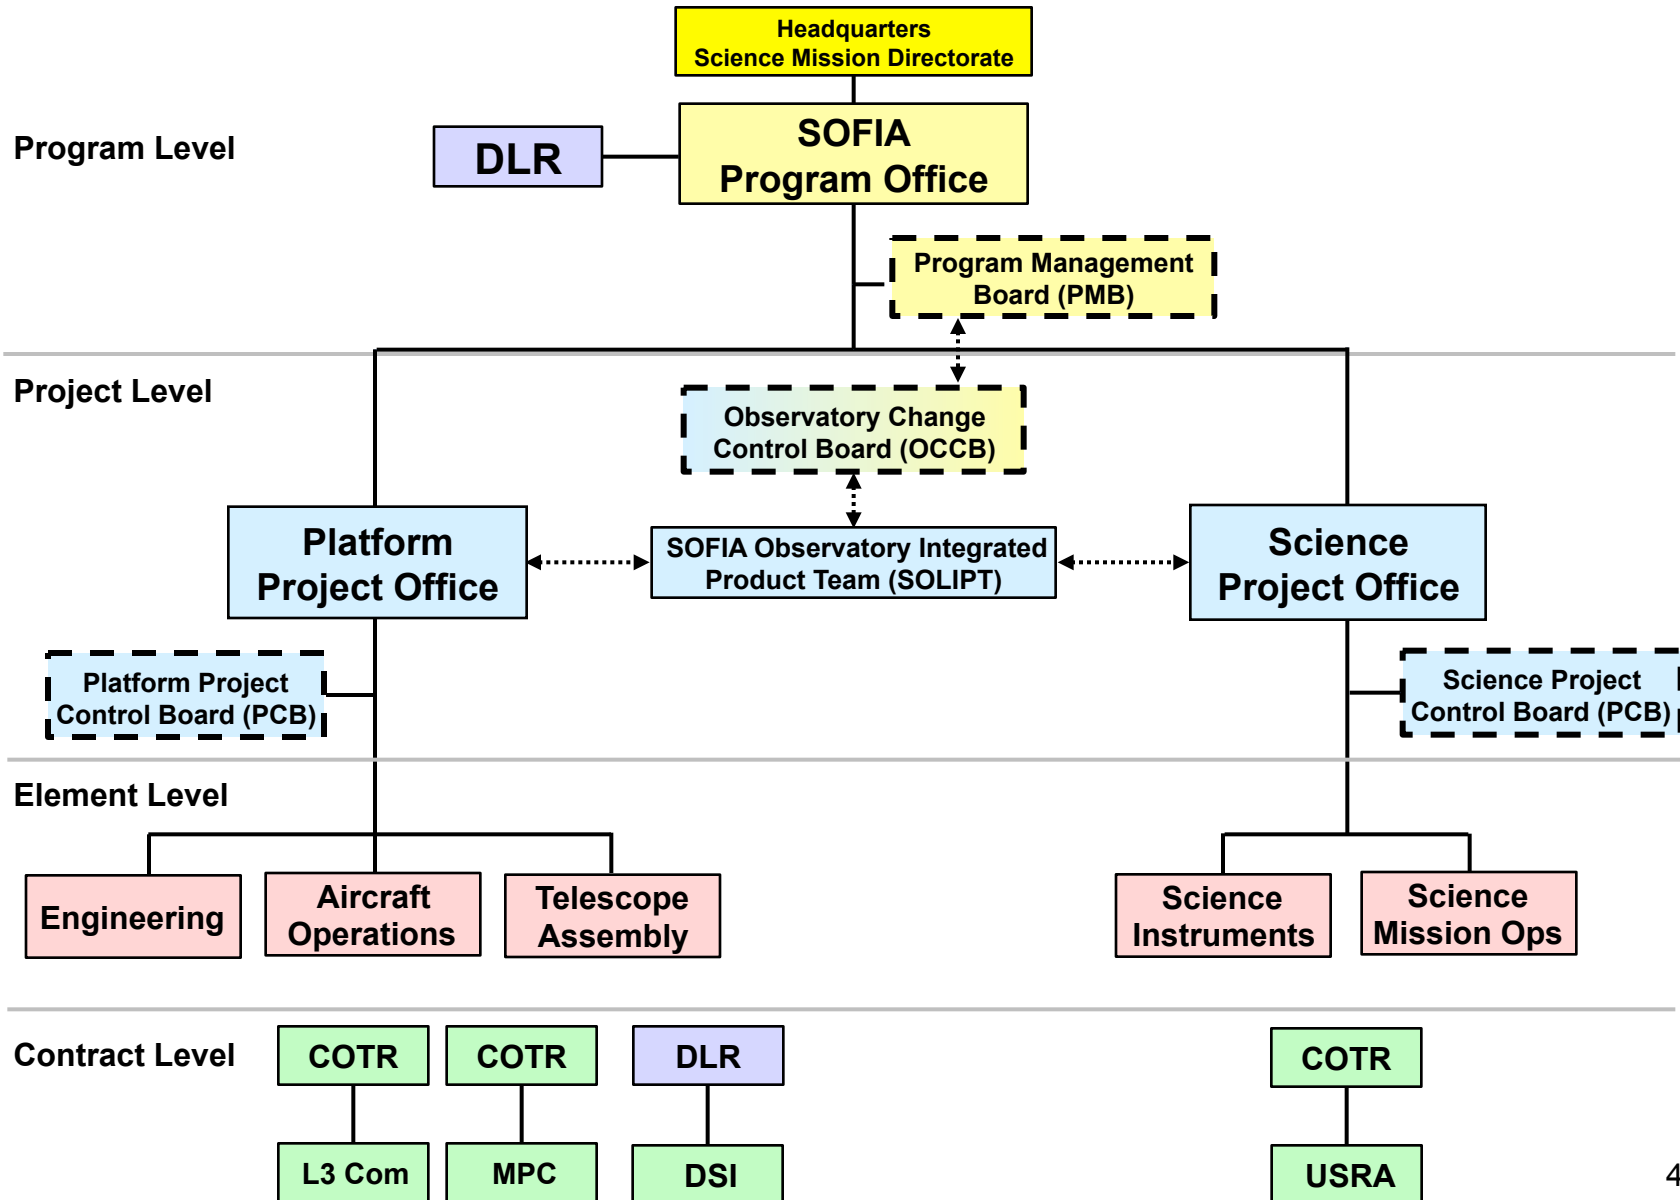 Headquarters
Science Mission Directorate
Program Level
DLR
SOFIA
Program Office
Program Management
Board (PMB)
Project Level
Observatory Change
Control Board (OCCB)
Platform
Project Office
SOFIA Observatory Integrated
Product Team (SOLIPT)
Science
Project Office
Platform Project
Control Board (PCB)
Science Project
Control Board (PCB)
Element Level
Engineering
Aircraft
Operations
Telescope
Assembly
Science
Instruments
Science
Mission Ops
Contract Level
COTR
COTR
DLR
COTR
L3 Com
MPC
DSI
USRA
4